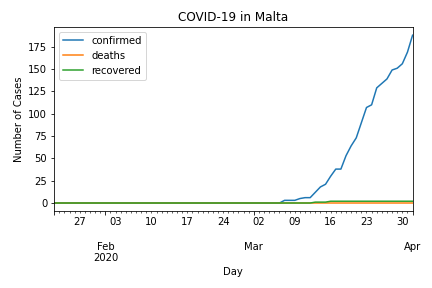 COVID-19 in Malta
confirmed
deaths
recovered
Number of Cases
175
150
125
100
75
50
25
0
27 03 10 17 24 02 09 16 23 30
Feb Mar Apr
2020
Day